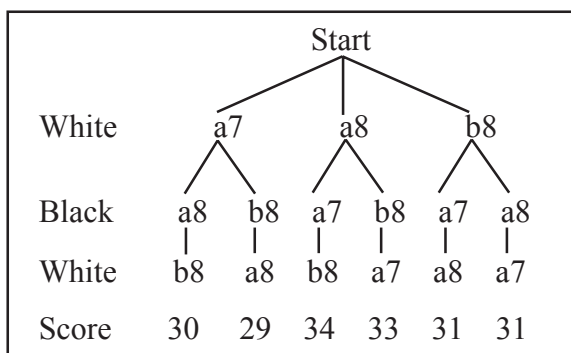 Start
White a7 a8 b8
Black a8 b8 a7 b8 a7 a8
White b8 a8 b8 a7 a8 a7
Score 30 29 34 33 31 31